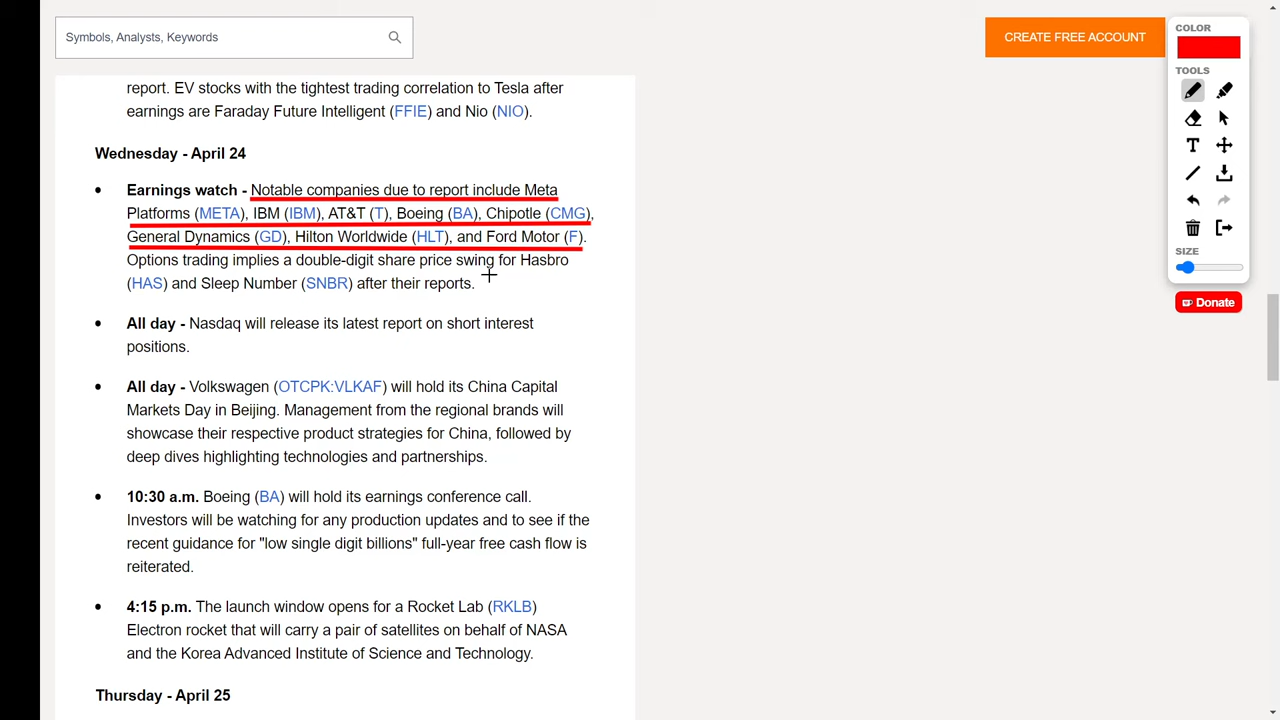 Symbols, Analysts, Keywords
CREATE FREE ACCOUNT
COLOR
TOOLS
T
SIZE
Donate
report. EV stocks with the tightest trading correlation to Tesla after
earnings are Faraday Future Intelligent (FFIE) and Nio (NIO).
Wednesday - April 24
Earnings watch - Notable companies due to report include Meta
Platforms (META), IBM (IBM), AT&T (T), Boeing (BA), Chipotle (CMG),
General Dynamics (GD), Hilton Worldwide (HLT), and Ford Motor (F).
Options trading implies a double-digit share price swing for Hasbro
(HAS) and Sleep Number (SNBR) after their reports.
All day - Nasdaq will release its latest report on short interest
positions.
All day - Volkswagen (OTCPK:VLKAF) will hold its China Capital
Markets Day in Beijing. Management from the regional brands will
showcase their respective product strategies for China, followed by
deep dives highlighting technologies and partnerships.
10:30 a.m. Boeing (BA) will hold its earnings conference call.
Investors will be watching for any production updates and to see if the
recent guidance for "low single digit billions" full-year free cash flow is
reiterated.
4:15 p.m. The launch window opens for a Rocket Lab (RKLB)
Electron rocket that will carry a pair of satellites on behalf of NASA
and the Korea Advanced Institute of Science and Technology.
Thursday - April 25